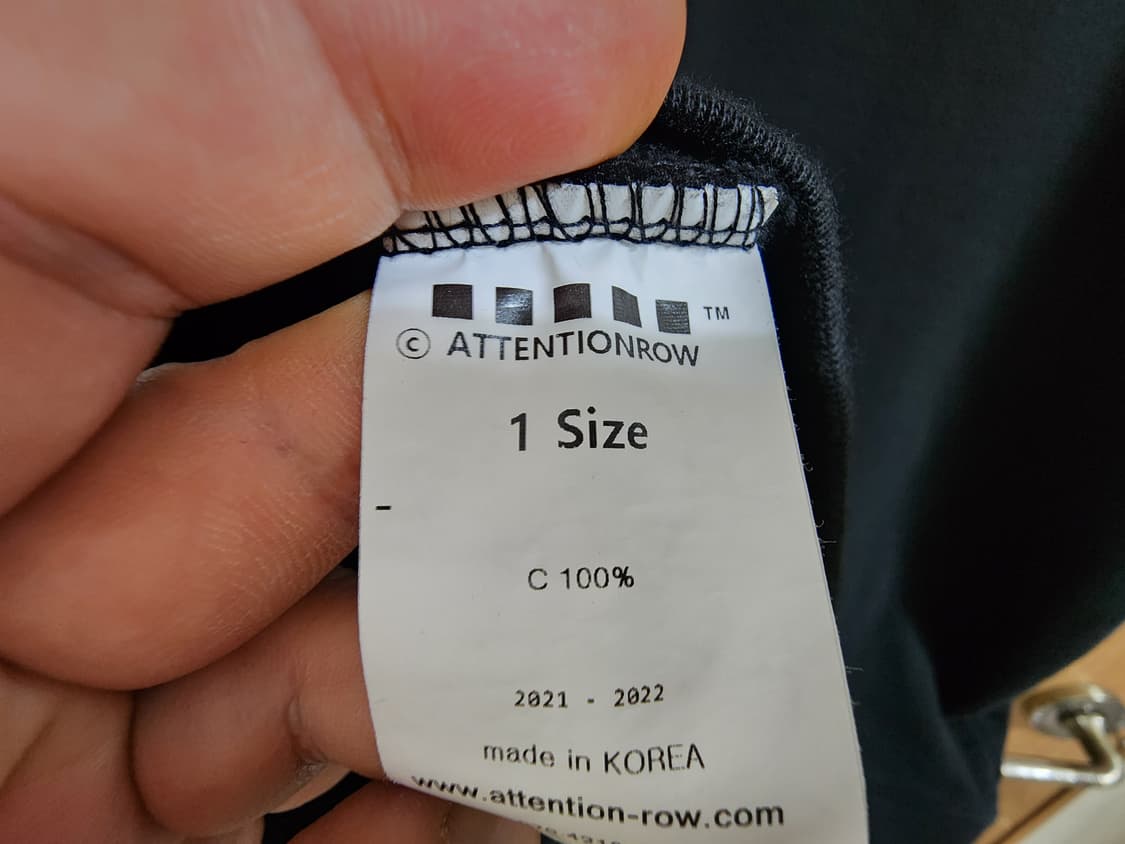 ™
© ATTENTIONROW
1 Size
-
C 100%
2021 - 2022
made in KOREA
www.attention-row.com